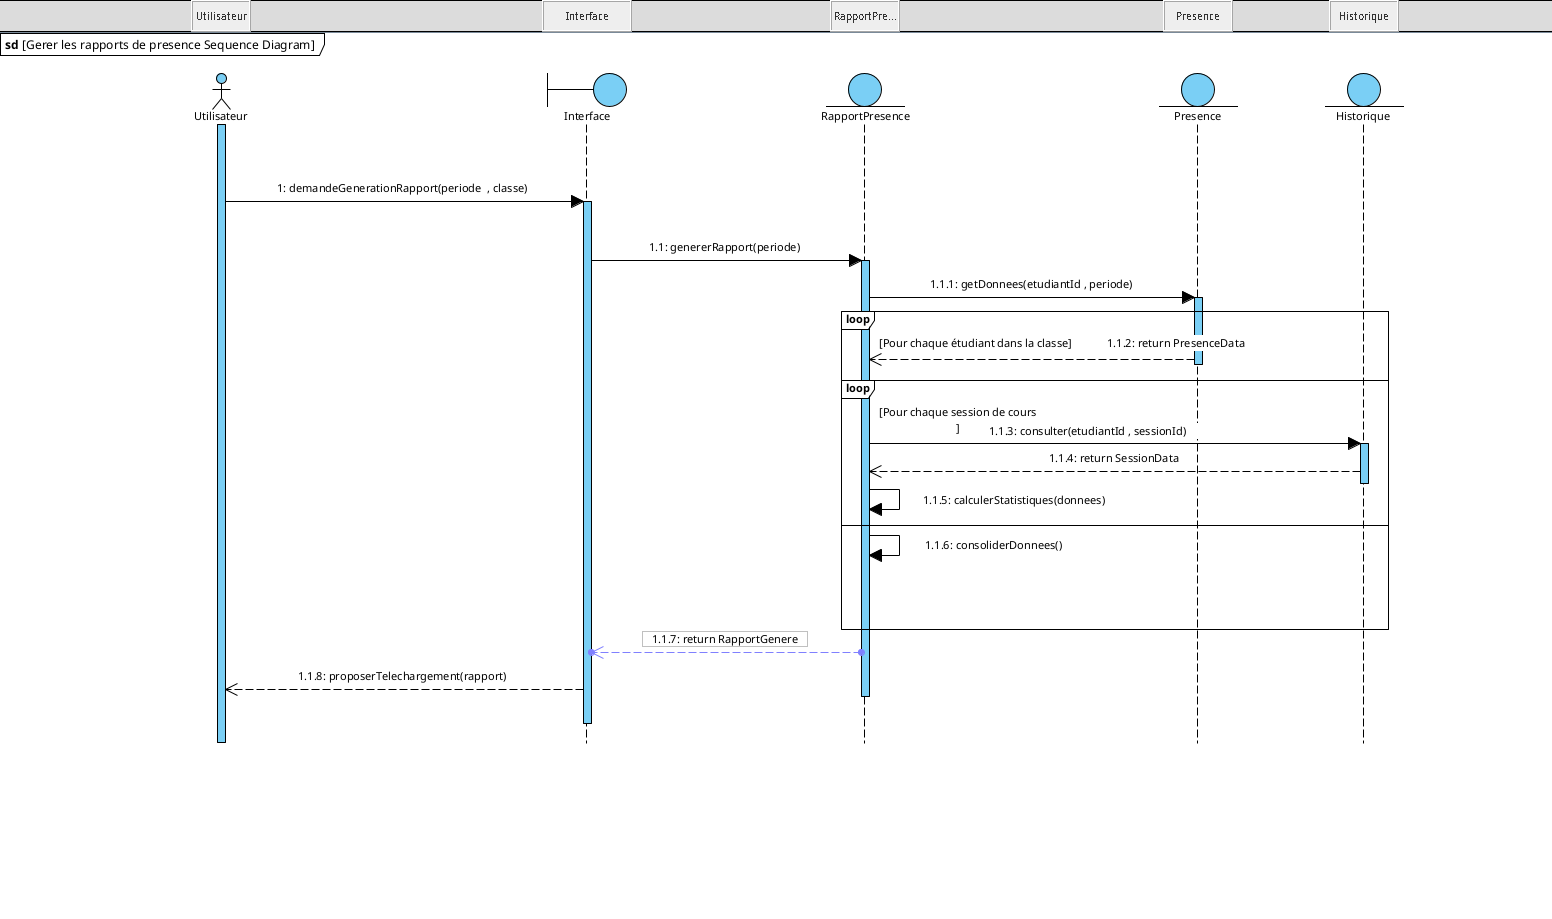 Utilisateur Interface RapportPre... Presence Historique
sd [Gerer les rapports de presence Sequence Diagram]
Utilisateur Interface RapportPresence Presence Historique
1: demandeGenerationRapport(periode  , classe)
1.1: genererRapport(periode)
1.1.1: getDonnees(etudiantId , periode)
loop
[Pour chaque étudiant dans la classe] 1.1.2: return PresenceData
loop
[Pour chaque session de cours
] 1.1.3: consulter(etudiantId , sessionId)
1.1.4: return SessionData
1.1.5: calculerStatistiques(donnees)
1.1.6: consoliderDonnees()
1.1.7: return RapportGenere
1.1.8: proposerTelechargement(rapport)